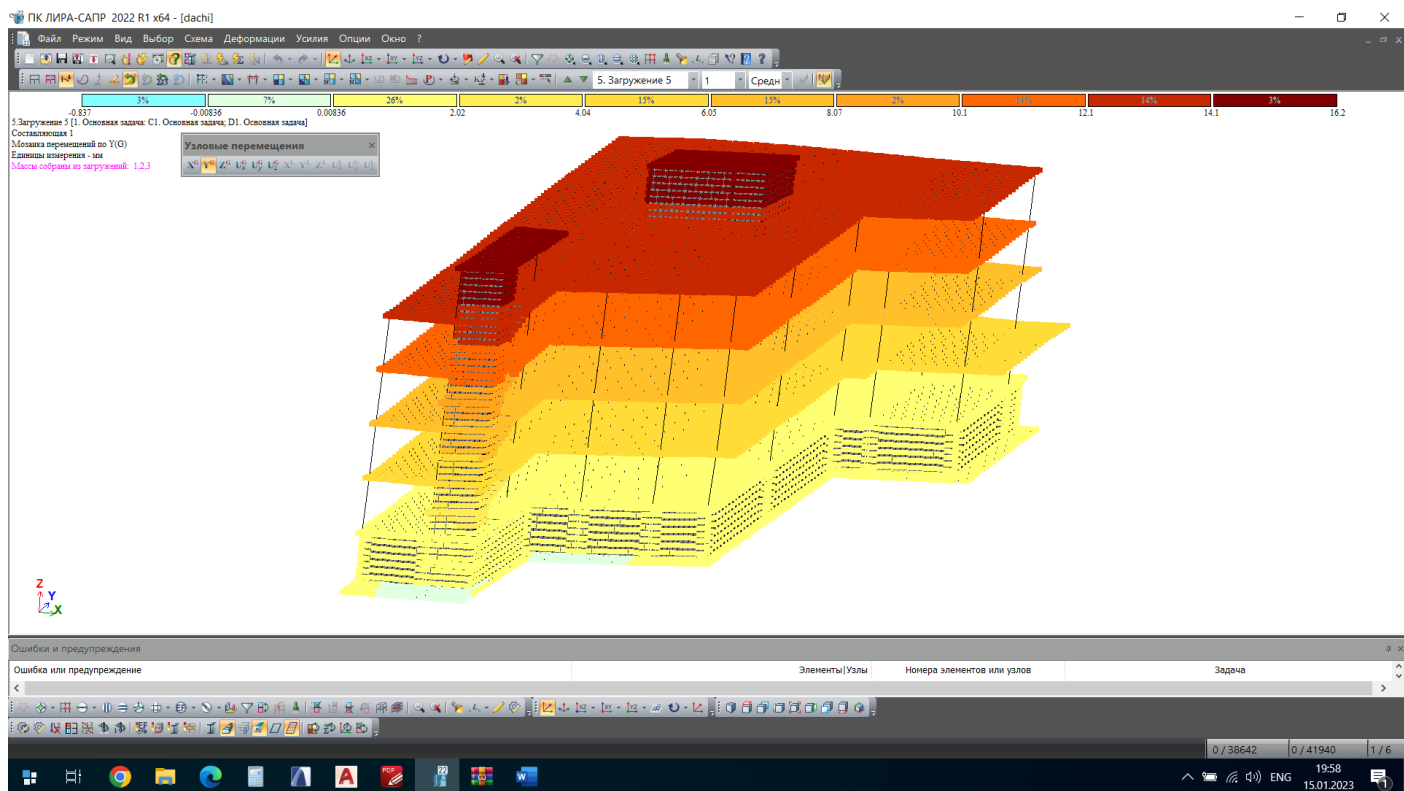 ПК ЛИРА-САПР 2022 R1 x64 - [dachi]
Файл Режим Вид Выбор Схема Деформации Усилия Опции Окно ?
5. Загружение 5 1 Средн
3% 7% 26% 2% 15% 15% 2% 14% 14% 3%
-0.837 -0.00836 0.00836 2.02 4.04 6.05 8.07 10.1 12.1 14.1 16.2
5.Загружение 5 [1. Основная задача: C1. Основная задача; D1. Основная задача]
Составляющая 1
Мозаика перемещений по Y(G)
Единицы измерения - мм
Массы собраны из загружений: 1,2,3
Узловые перемещения
Z
Y
X
Ошибки и предупреждения
Ошибка или предупреждение Элементы|Узлы Номера элементов или узлов Задача
0 / 38642 0 / 41940 1 / 6
ENG 19:58
15.01.2023